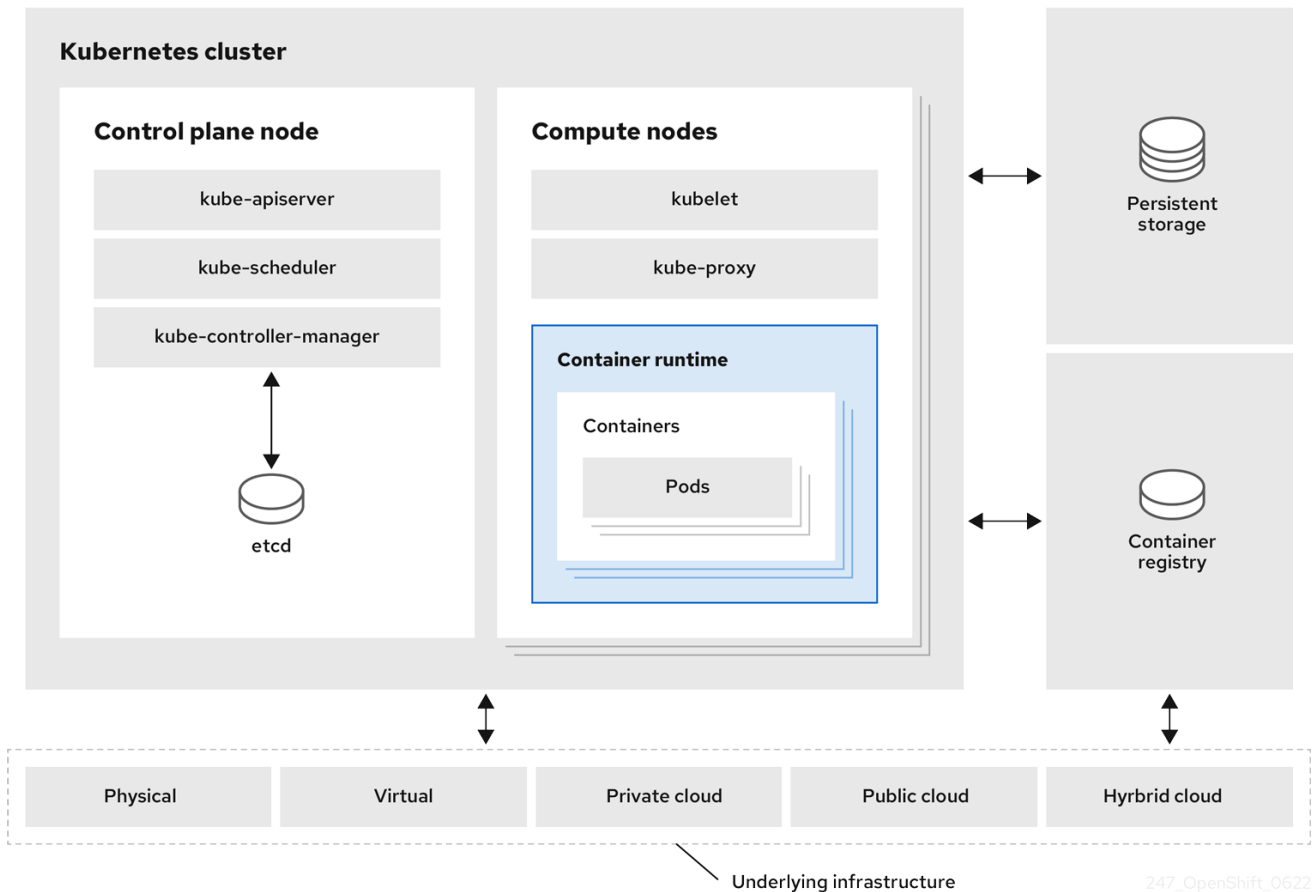 Kubernetes cluster
Control plane node
kube-apiserver
kube-scheduler
kube-controller-manager
etcd
Compute nodes
kubelet
kube-proxy
Container runtime
Containers
Pods
Persistent
storage
Container
registry
Physical
Virtual
Private cloud
Public cloud
Hyrbrid cloud
Underlying infrastructure
247_OpenShift_0622